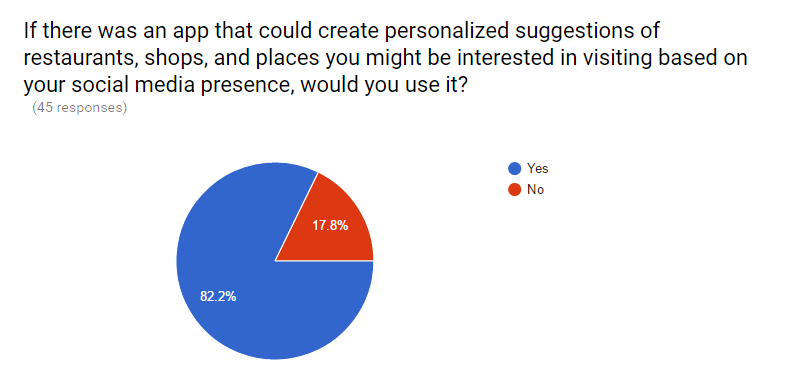 If there was an app that could create personalized suggestions of
restaurants, shops, and places you might be interested in visiting based on
your social media presence, would you use it?
(45 responses)
Yes
No
17.8%
82.2%